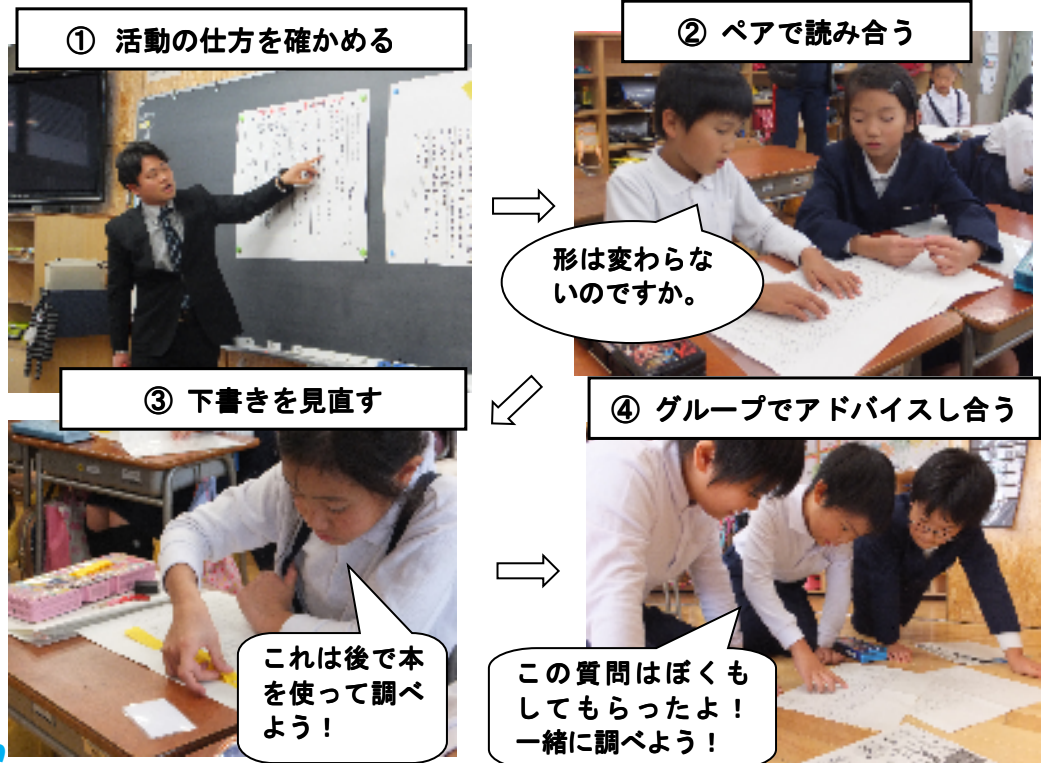 ① 活動の仕方を確かめる
② ペアで読み合う
形は変わらな
いのですか。
③ 下書きを見直す
④ グループでアドバイスし合う
これは後で本
を使って調べ
よう！
この質問はぼくも
してもらったよ！
一緒に調べよう！